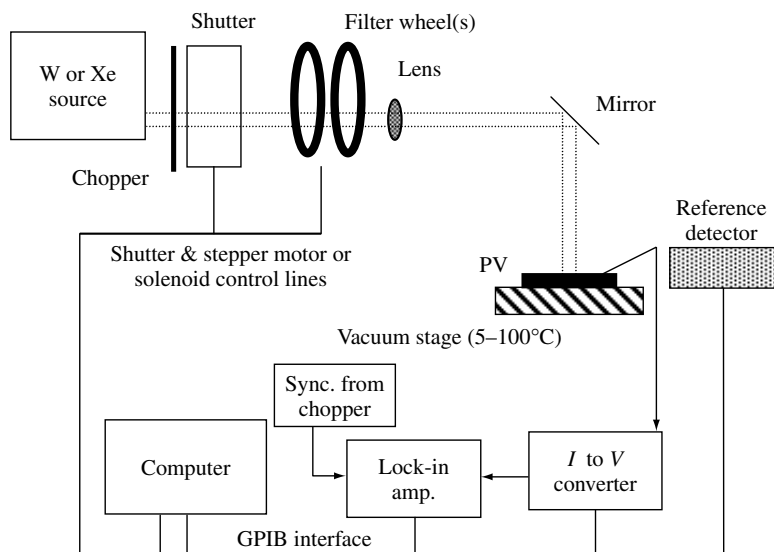 Shutter
Filter wheel(s)
W or Xe
source
Lens
Mirror
Chopper
Reference
detector
Shutter & stepper motor or
solenoid control lines
PV
Vacuum stage (5–100°C)
Sync. from
chopper
Computer
Lock-in
amp.
I to V
converter
GPIB interface